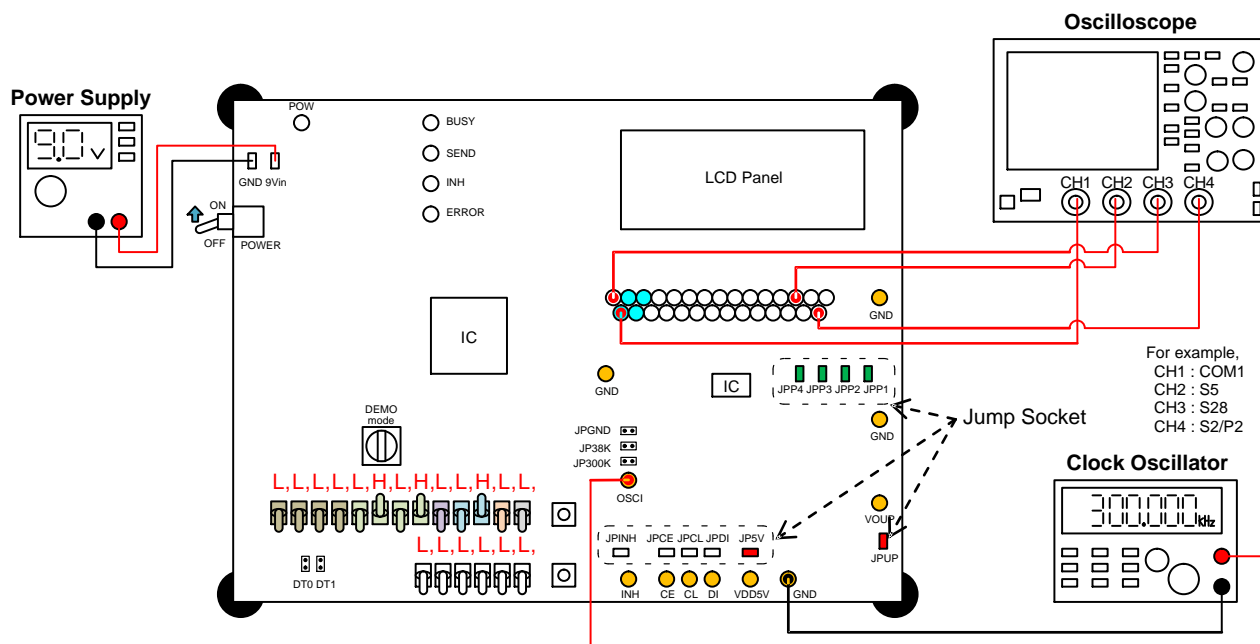 Oscilloscope
Power Supply
9.0 V
POW
BUSY
SEND
INH
ERROR
LCD Panel
CH1 CH2 CH3 CH4
GND 9Vin
ON
OFF
POWER
GND
IC
IC
GND
JPP4 JPP3 JPP2 JPP1
For example,
CH1 : COM1
CH2 : S5
CH3 : S28
CH4 : S2/P2
DEMO
mode
GND
Jump Socket
JPGND
JP38K
JP300K
OSCI
Clock Oscillator
300.000kHz
L,L,L,L,L,H,L,H,L,L,H,L,L,
VOUP
JPINH JPCE JPCL JPDI JP5V
JPUP
L,L,L,L,L,L,
DT0 DT1
INH CE CL DI VDD5V GND